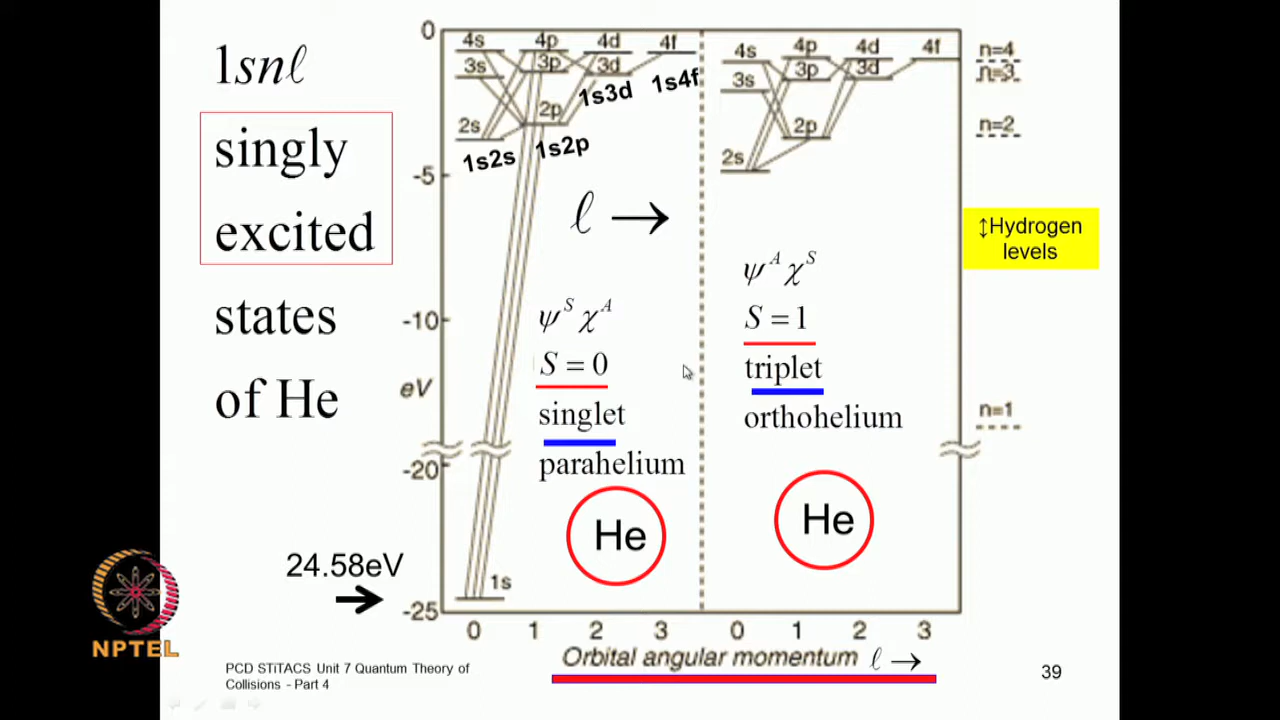 1snℓ
singly
excited
states
of He
24.58eV
0
-5
-10
eV
-20
-25
4s 4p 4d 4f
3s 3p 3d
1s3d 1s4f
2p
2s
1s2s 1s2p
ℓ →
ψ^S χ^A
S = 0
singlet
parahelium
He
1s
4s 4p 4d 4f
3s 3p 3d
2p
2s
ψ^A χ^S
S = 1
triplet
orthohelium
He
n=4
n=3
n=2
↕Hydrogen
levels
n=1
0 1 2 3 0 1 2 3
Orbital angular momentum ℓ →
NPTEL
PCD STiTACS Unit 7 Quantum Theory of
Collisions - Part 4
39